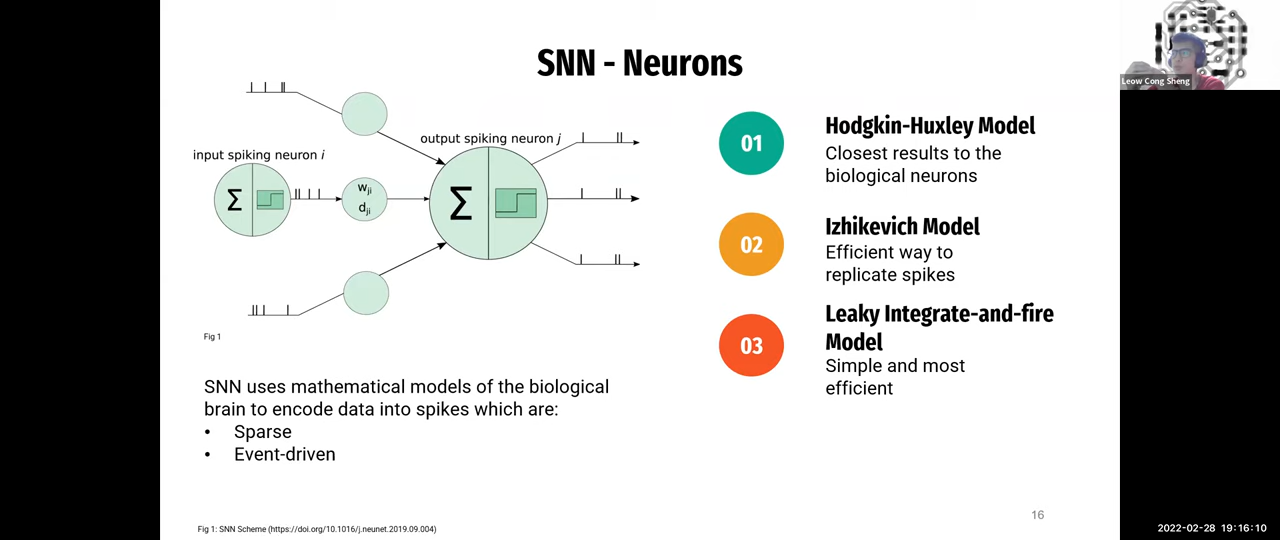 SNN - Neurons
Leow Cong Sheng
input spiking neuron i
output spiking neuron j
Σ
wji
dji
Σ
Fig 1
SNN uses mathematical models of the biological
brain to encode data into spikes which are:
• Sparse
• Event-driven
01
Hodgkin-Huxley Model
Closest results to the
biological neurons
02
Izhikevich Model
Efficient way to
replicate spikes
03
Leaky Integrate-and-fire
Model
Simple and most
efficient
16
Fig 1: SNN Scheme (https://doi.org/10.1016/j.neunet.2019.09.004)
2022-02-28 19:16:10